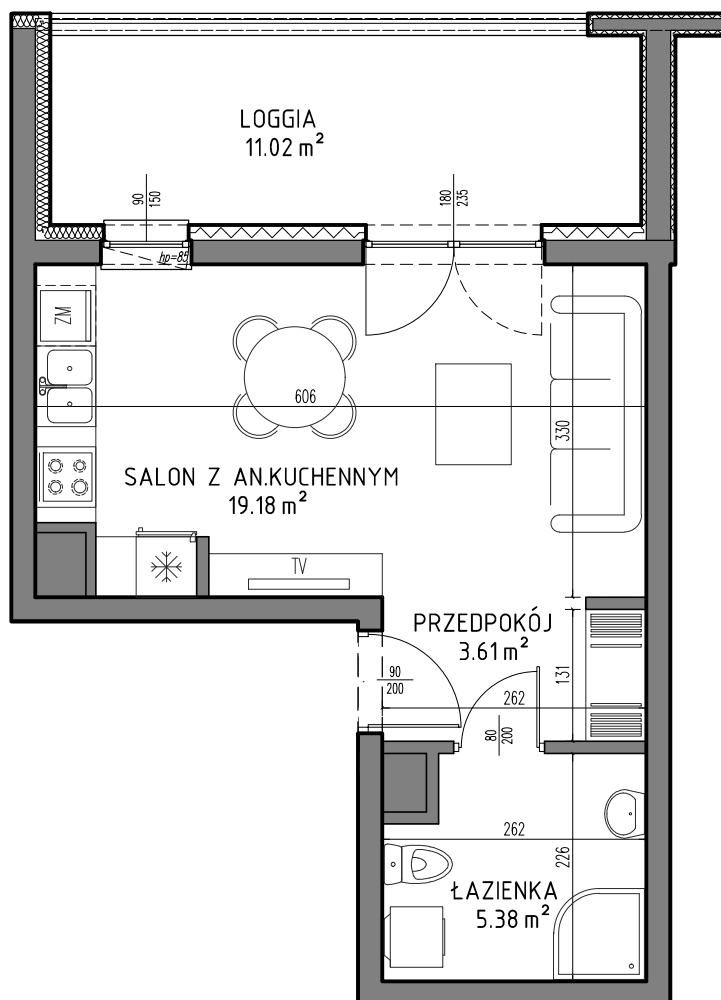 LOGGIA
11.02 m²
90
150
180
235
hp=85
ZM
606
330
SALON Z AN.KUCHENNYM
19.18 m²
TV
PRZEDPOKÓJ
3.61 m²
90
200
131
262
80
200
262
226
ŁAZIENKA
5.38 m²